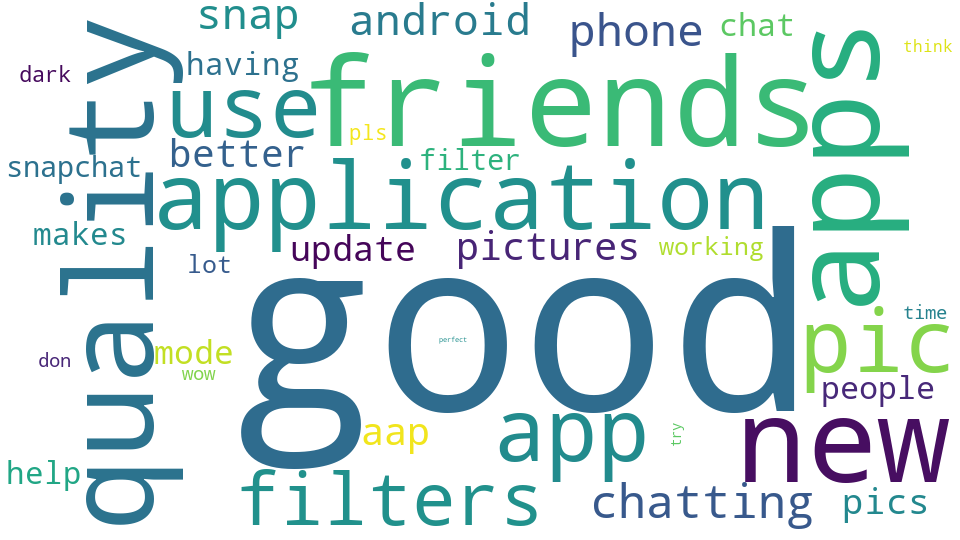 snap
android
phone
chat
think
dark
having
quality
use
friends
apps
pls
snapchat
better
filter
application
makes
update
pictures
working
lot
good
perfect
time
don
mode
wow
pic
people
aap
app
try
new
help
filters
chatting
pics